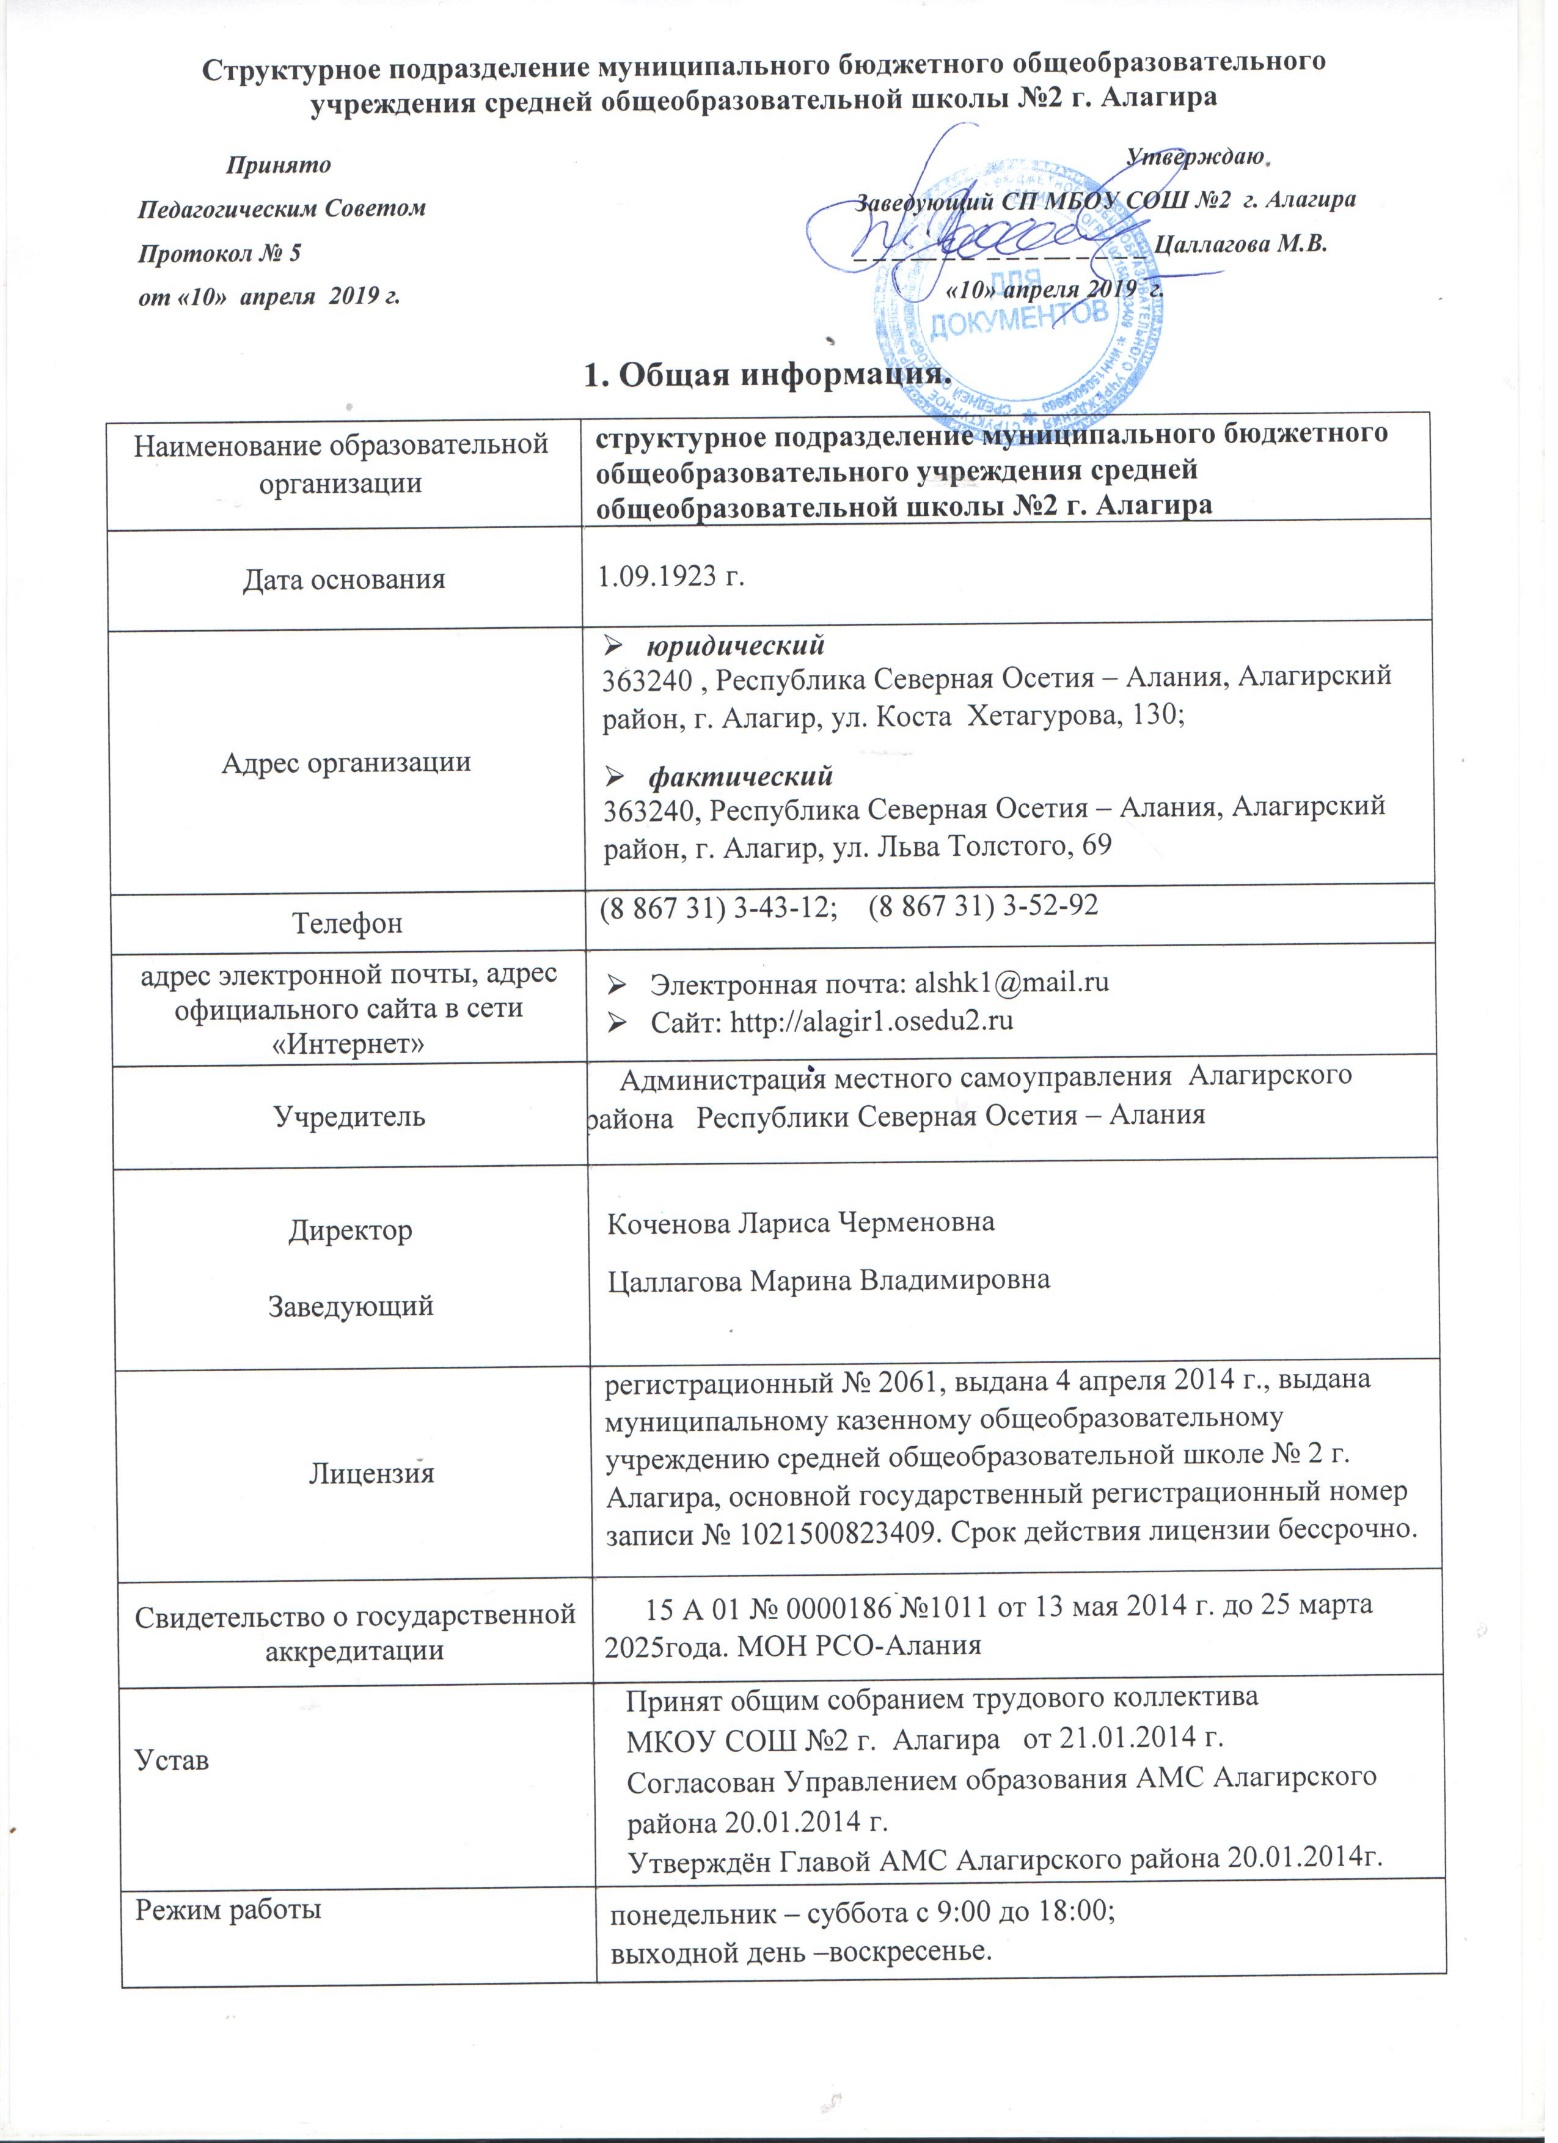 Структурное подразделение муниципального бюджетного общеобразовательного
учреждения средней общеобразовательной школы №2 г. Алагира
Принято
Педагогическим Советом
Протокол № 5
от «10» апреля 2019 г.
Утверждаю.
Заведующий СП МБОУ СОШ №2 г. Алагира
Цаллагова М.В.
«10» апреля 2019 г.
ДЛЯ
ДОКУМЕНТОВ
1. Общая информация.
Наименование образовательной
организации
структурное подразделение муниципального бюджетного
общеобразовательного учреждения средней
общеобразовательной школы №2 г. Алагира
Дата основания
1.09.1923 г.
Адрес организации
➢ юридический
363240 , Республика Северная Осетия – Алания, Алагирский
район, г. Алагир, ул. Коста Хетагурова, 130;
➢ фактический
363240, Республика Северная Осетия – Алания, Алагирский
район, г. Алагир, ул. Льва Толстого, 69
Телефон
(8 867 31) 3-43-12; (8 867 31) 3-52-92
адрес электронной почты, адрес
официального сайта в сети
«Интернет»
➢ Электронная почта: alshk1@mail.ru
➢ Сайт: http://alagir1.osedu2.ru
Учредитель
Администрация местного самоуправления Алагирского
района Республики Северная Осетия – Алания
Директор
Заведующий
Коченова Лариса Черменовна
Цаллагова Марина Владимировна
Лицензия
регистрационный № 2061, выдана 4 апреля 2014 г., выдана
муниципальному казенному общеобразовательному
учреждению средней общеобразовательной школе № 2 г.
Алагира, основной государственный регистрационный номер
записи № 1021500823409. Срок действия лицензии бессрочно.
Свидетельство о государственной
аккредитации
15 А 01 № 0000186 №1011 от 13 мая 2014 г. до 25 марта
2025года. МОН РСО-Алания
Устав
Принят общим собранием трудового коллектива
МКОУ СОШ №2 г. Алагира от 21.01.2014 г.
Согласован Управлением образования АМС Алагирского
района 20.01.2014 г.
Утверждён Главой АМС Алагирского района 20.01.2014г.
Режим работы
понедельник – суббота с 9:00 до 18:00;
выходной день –воскресенье.